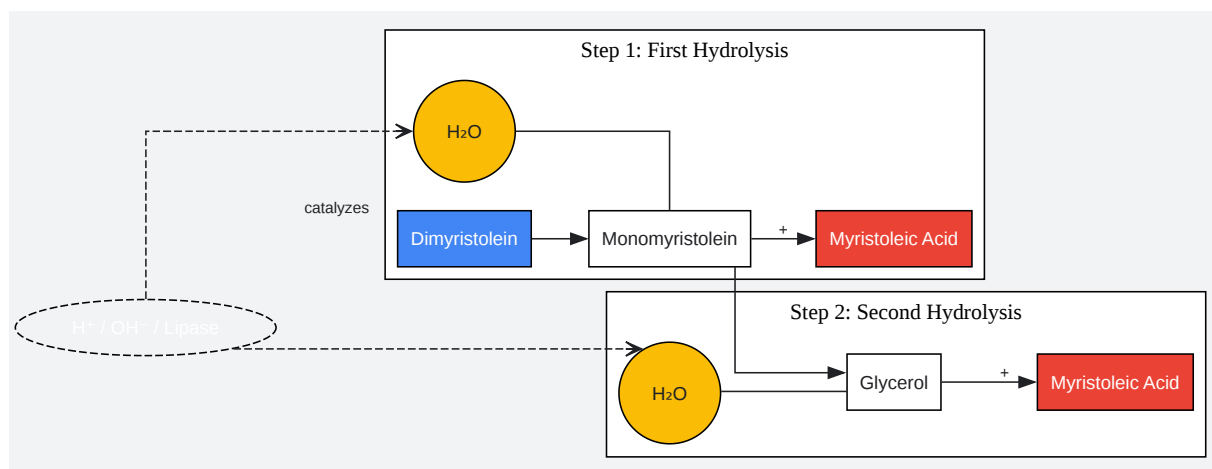 Step 1: First Hydrolysis
H₂O
catalyzes
Dimyristolein
Monomyristolein
+
Myristoleic Acid
H⁺ / OH⁻ / Lipase
Step 2: Second Hydrolysis
H₂O
Glycerol
+
Myristoleic Acid